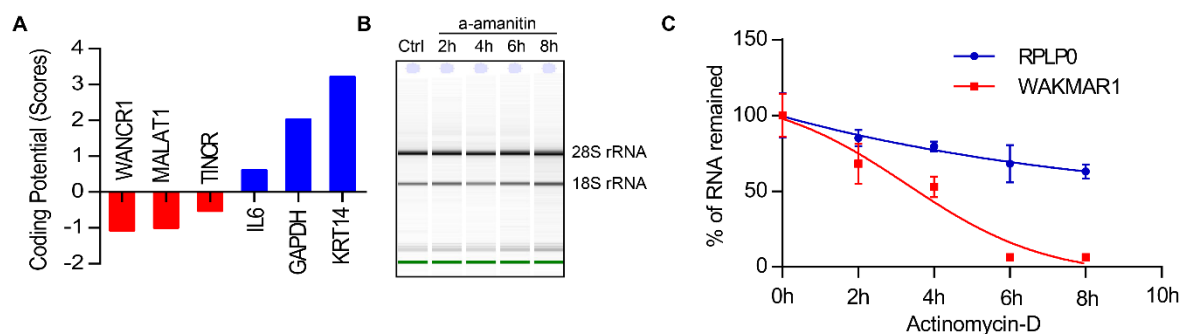 A
Coding Potential (Scores)
4
3
2
1
0
-1
-2
WANCR1
MALAT1
TINCR
IL6
GAPDH
KRT14
B
a-amanitin
Ctrl 2h 4h 6h 8h
28S rRNA
18S rRNA
C
% of RNA remained
150
100
50
0
RPLP0
WAKMAR1
0h 2h 4h 6h 8h 10h
Actinomycin-D